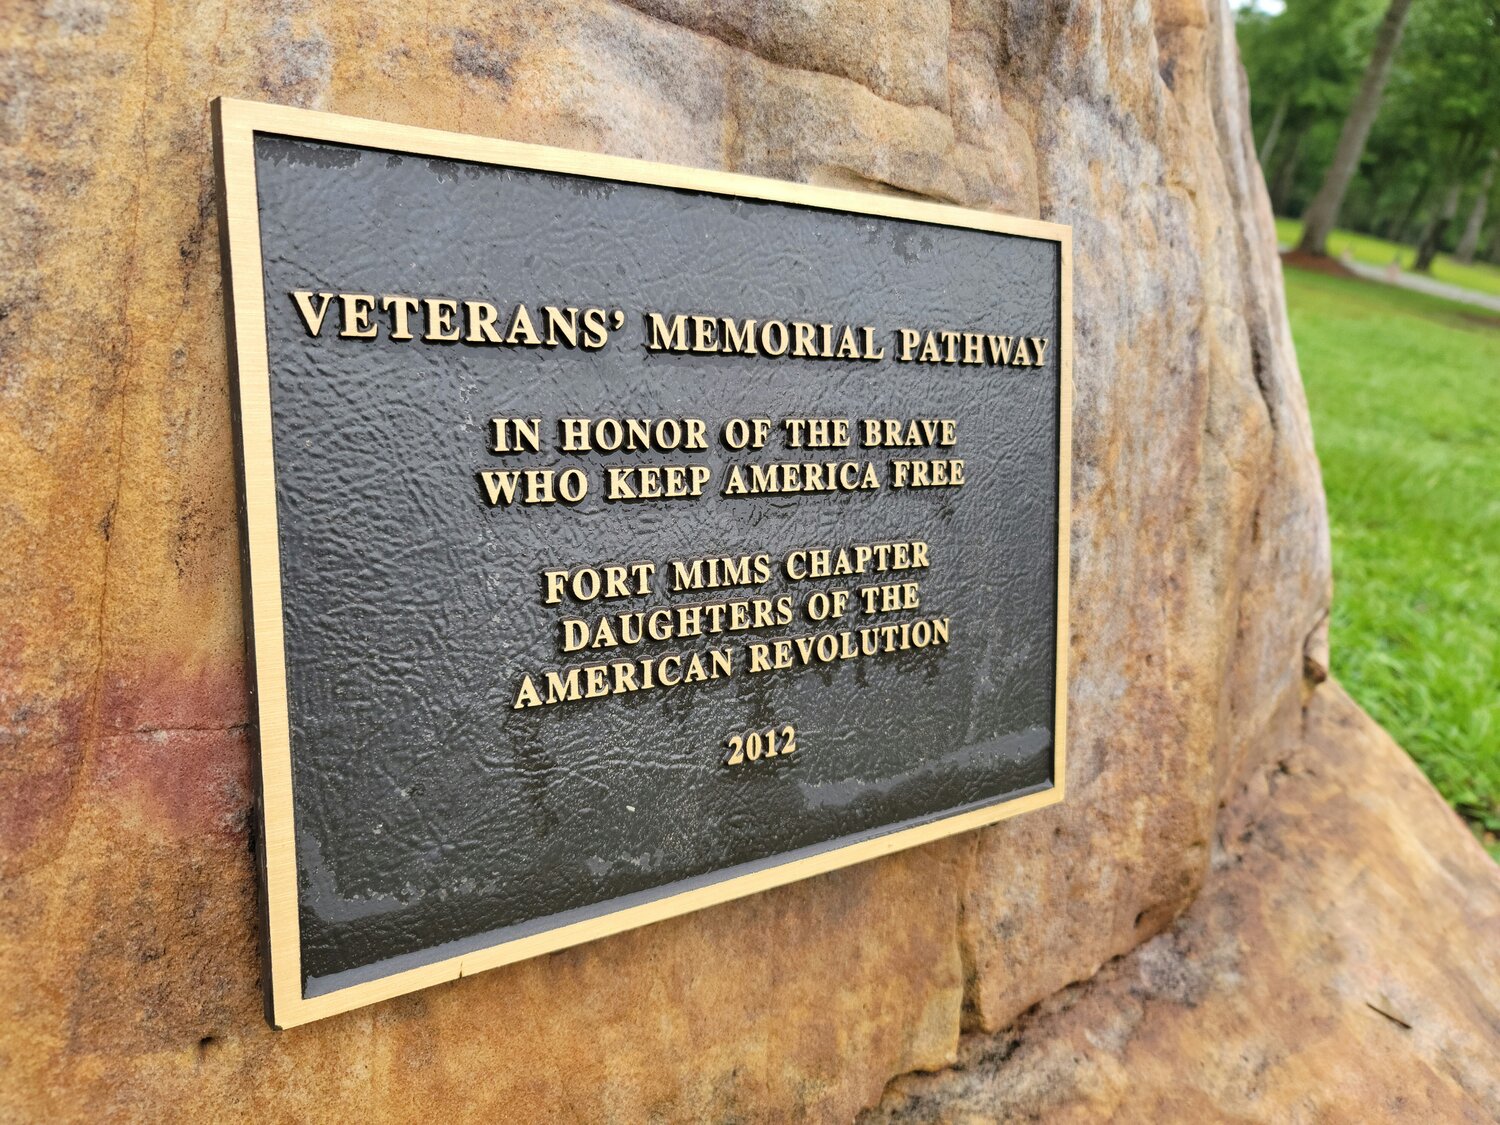 VETERANS’ MEMORIAL PATHWAY
IN HONOR OF THE BRAVE
WHO KEEP AMERICA FREE
FORT MIMS CHAPTER
DAUGHTERS OF THE
AMERICAN REVOLUTION
2012